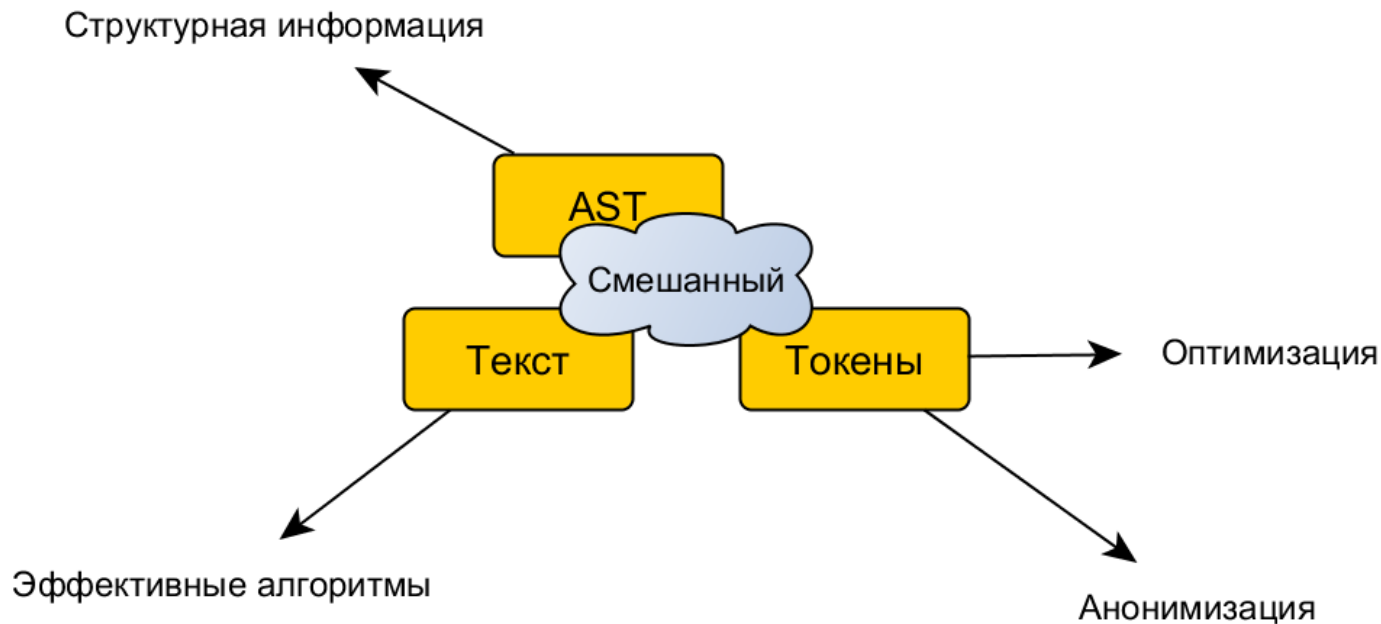 Структурная информация
AST
Смешанный
Текст
Токены
Оптимизация
Эффективные алгоритмы
Анонимизация